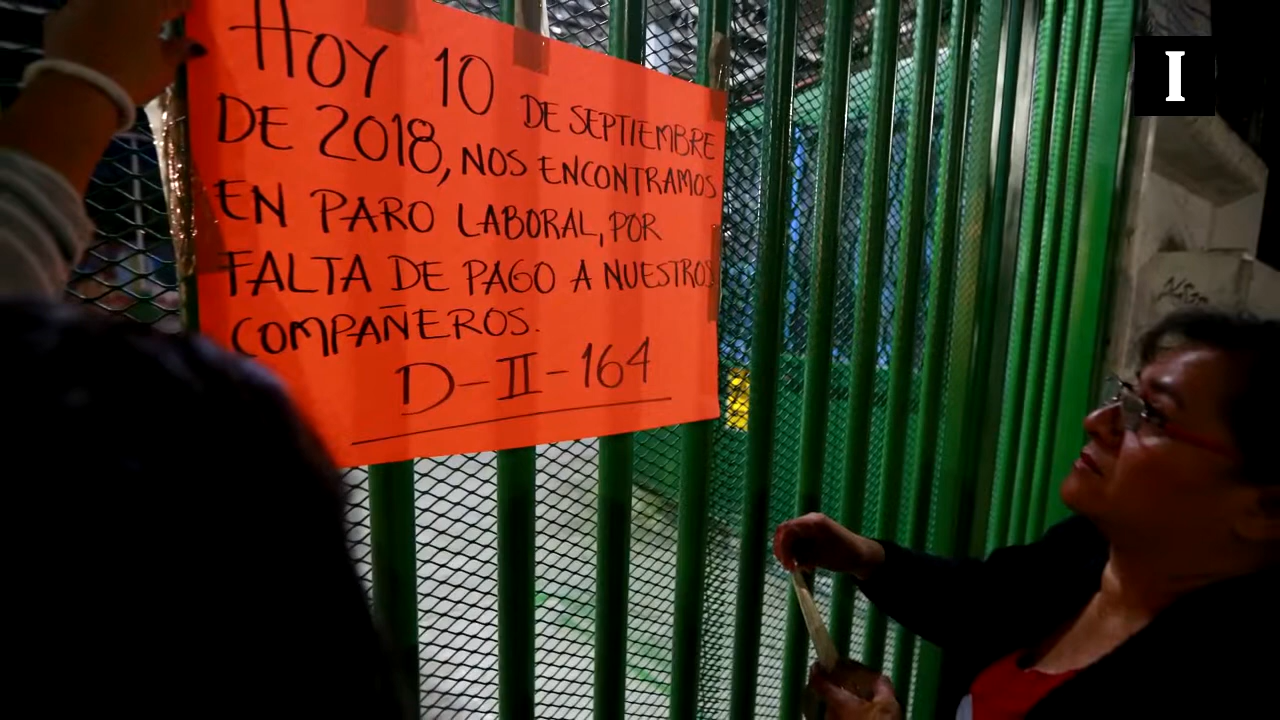 HOY 10 DE SEPTIEMBRE
DE 2018, NOS ENCONTRAMOS
EN PARO LABORAL, POR
FALTA DE PAGO A NUESTROS
COMPAÑEROS.
D-II-164
I